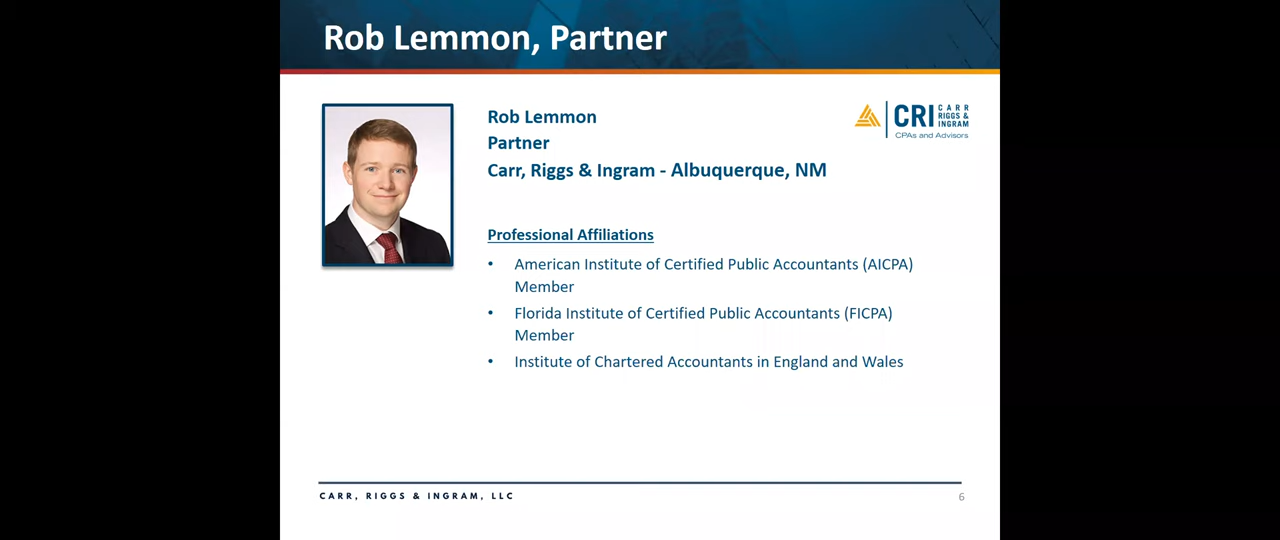 Rob Lemmon, Partner
Rob Lemmon
Partner
Carr, Riggs & Ingram - Albuquerque, NM
CRI CARR
RIGGS &
INGRAM
CPAs and Advisors
Professional Affiliations
• American Institute of Certified Public Accountants (AICPA)
Member
• Florida Institute of Certified Public Accountants (FICPA)
Member
• Institute of Chartered Accountants in England and Wales
CARR, RIGGS & INGRAM, LLC
6